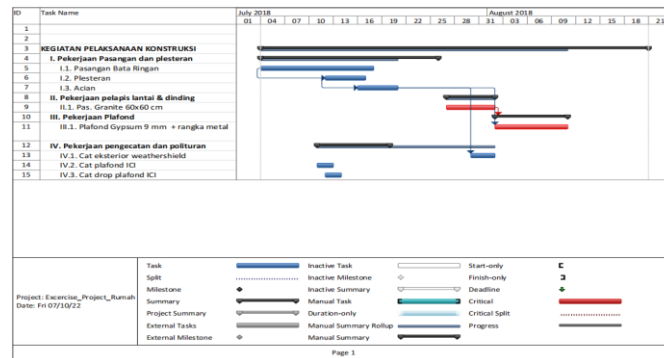 ID Task Name July 2018 August 2018
01 04 07 10 13 16 19 22 25 28 31 03 06 09 12 15 18 21
1
2
3 KEGIATAN PELAKSANAAN KONSTRUKSI
4 I. Pekerjaan Pasangan dan plesteran
5 I.1. Pasangan Bata Ringan
6 I.2. Plesteran
7 I.3. Acian
8 II. Pekerjaan pelapis lantai & dinding
9 II.1. Pas. Granite 60x60 cm
10 III. Pekerjaan Plafond
11 III.1. Plafond Gypsum 9 mm + rangka metal
12 IV. Pekerjaan pengecatan dan polituran
13 IV.1. Cat eksterior weathershield
14 IV.2. Cat plafond ICI
15 IV.3. Cat drop plafond ICI
Project: Excercise_Project_Rumah
Date: Fri 07/10/22
Task Inactive Task Start-only
Split Inactive Milestone Finish-only
Milestone Inactive Summary Deadline
Summary Manual Task Critical
Project Summary Duration-only Critical Split
External Tasks Manual Summary Rollup Progress
External Milestone Manual Summary
Page 1